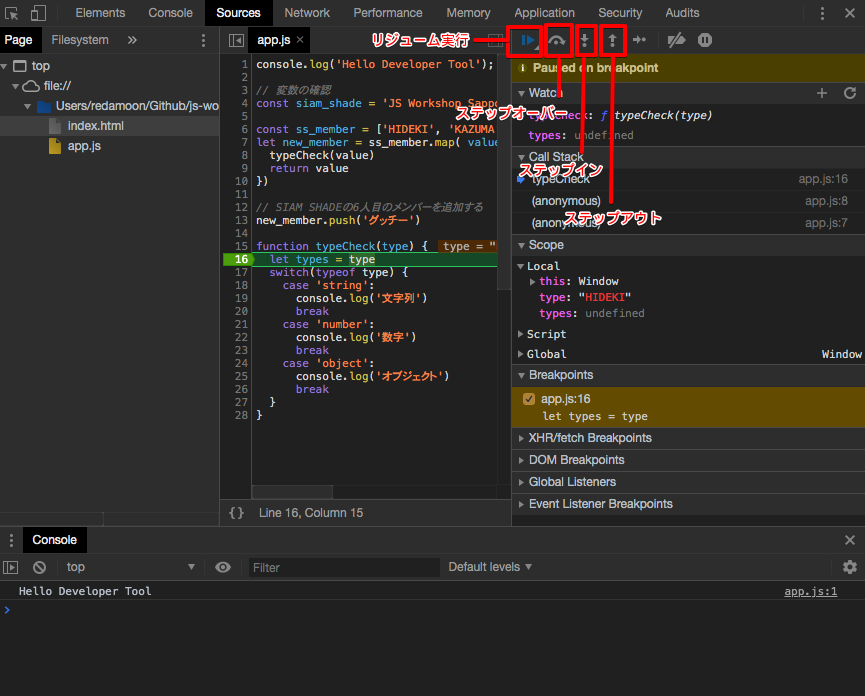 Elements Console Sources Network Performance Memory Application Security Audits
Page Filesystem »
app.js ×
リジューム実行
top
file://
Users/redamoon/Github/js-wo
index.html
app.js
1 console.log('Hello Developer Tool');
2
3 // 変数の確認
4 const siam_shade = 'JS Workshop Sappo
5
6 const ss_member = ['HIDEKI', 'KAZUMA
7 let new_member = ss_member.map( value
8 typeCheck(value)
9 return value
10 })
11
12 // SIAM SHADEの6人目のメンバーを追加する
13 new_member.push('グッチー')
14
15 function typeCheck(type) { type = "
16 let types = type
17 switch(typeof type) {
18 case 'string':
19 console.log('文字列')
20 break
21 case 'number':
22 console.log('数字')
23 break
24 case 'object':
25 console.log('オブジェクト')
26 break
27 }
28 }
{} Line 16, Column 15
Paused on breakpoint
Watch
ステップオーバー
typeCheck: ƒ typeCheck(type)
types: undefined
Call Stack
ステップイン
typeCheck app.js:16
(anonymous) app.js:8
ステップアウト
(anonymous) app.js:7
Scope
Local
this: Window
type: "HIDEKI"
types: undefined
Script
Global Window
Breakpoints
app.js:16
let types = type
XHR/fetch Breakpoints
DOM Breakpoints
Global Listeners
Event Listener Breakpoints
Console
top Filter Default levels
Hello Developer Tool app.js:1